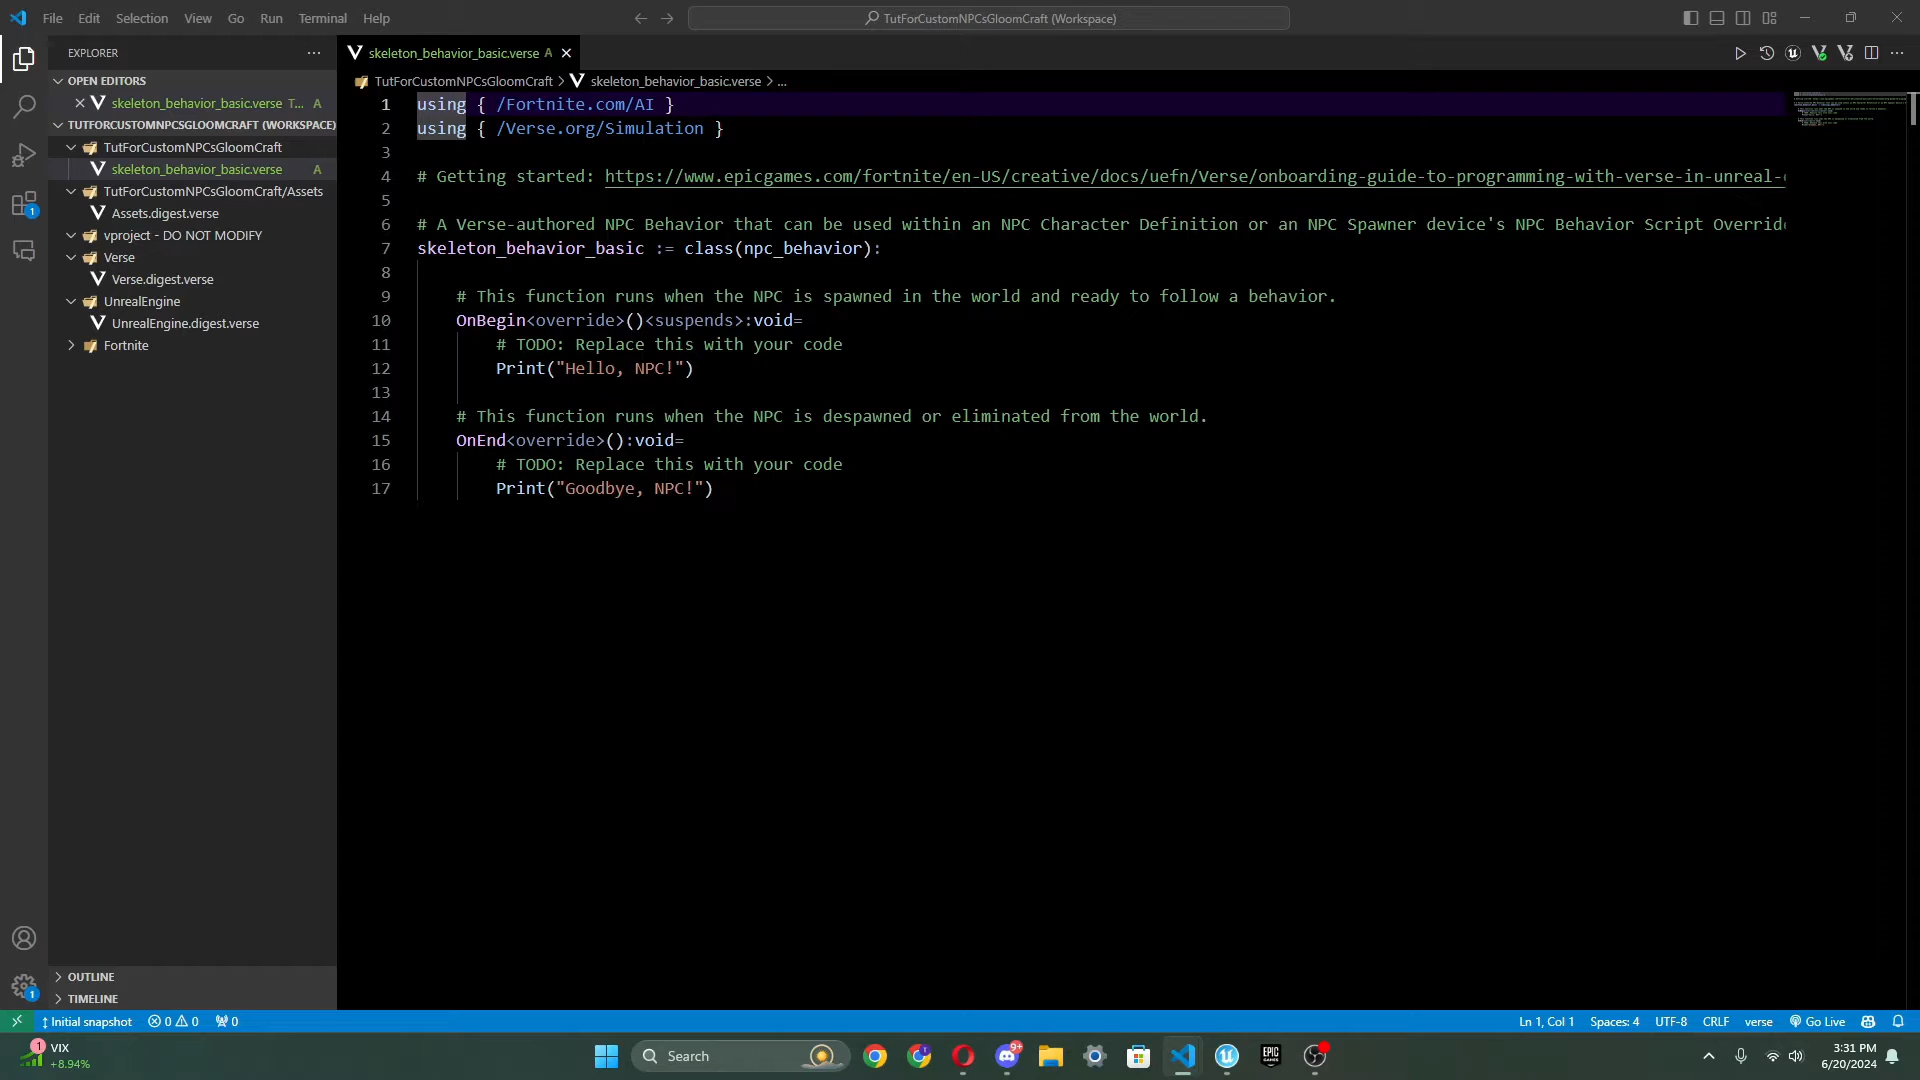 File Edit Selection View Go Run Terminal Help
TutForCustomNPCsGloomCraft (Workspace)
EXPLORER
OPEN EDITORS
skeleton_behavior_basic.verse T... A
TUTFORCUSTOMNPCSGLOOMCRAFT (WORKSPACE)
TutForCustomNPCsGloomCraft
skeleton_behavior_basic.verse A
TutForCustomNPCsGloomCraft/Assets
Assets.digest.verse
vproject - DO NOT MODIFY
Verse
Verse.digest.verse
UnrealEngine
UnrealEngine.digest.verse
Fortnite
OUTLINE
TIMELINE
skeleton_behavior_basic.verse A
TutForCustomNPCsGloomCraft > skeleton_behavior_basic.verse > ...
1 using { /Fortnite.com/AI }
2 using { /Verse.org/Simulation }
3
4 # Getting started: https://www.epicgames.com/fortnite/en-US/creative/docs/uefn/Verse/onboarding-guide-to-programming-with-verse-in-unreal-
5
6 # A Verse-authored NPC Behavior that can be used within an NPC Character Definition or an NPC Spawner device's NPC Behavior Script Overrid
7 skeleton_behavior_basic := class(npc_behavior):
8
9 # This function runs when the NPC is spawned in the world and ready to follow a behavior.
10 OnBegin<override>()<suspends>:void=
11 # TODO: Replace this with your code
12 Print("Hello, NPC!")
13
14 # This function runs when the NPC is despawned or eliminated from the world.
15 OnEnd<override>():void=
16 # TODO: Replace this with your code
17 Print("Goodbye, NPC!")
1
1
Initial snapshot 0 0 0
Ln 1, Col 1 Spaces: 4 UTF-8 CRLF verse Go Live
1 VIX
+8.94%
Search
9+
EPIC GAMES
3:31 PM
6/20/2024